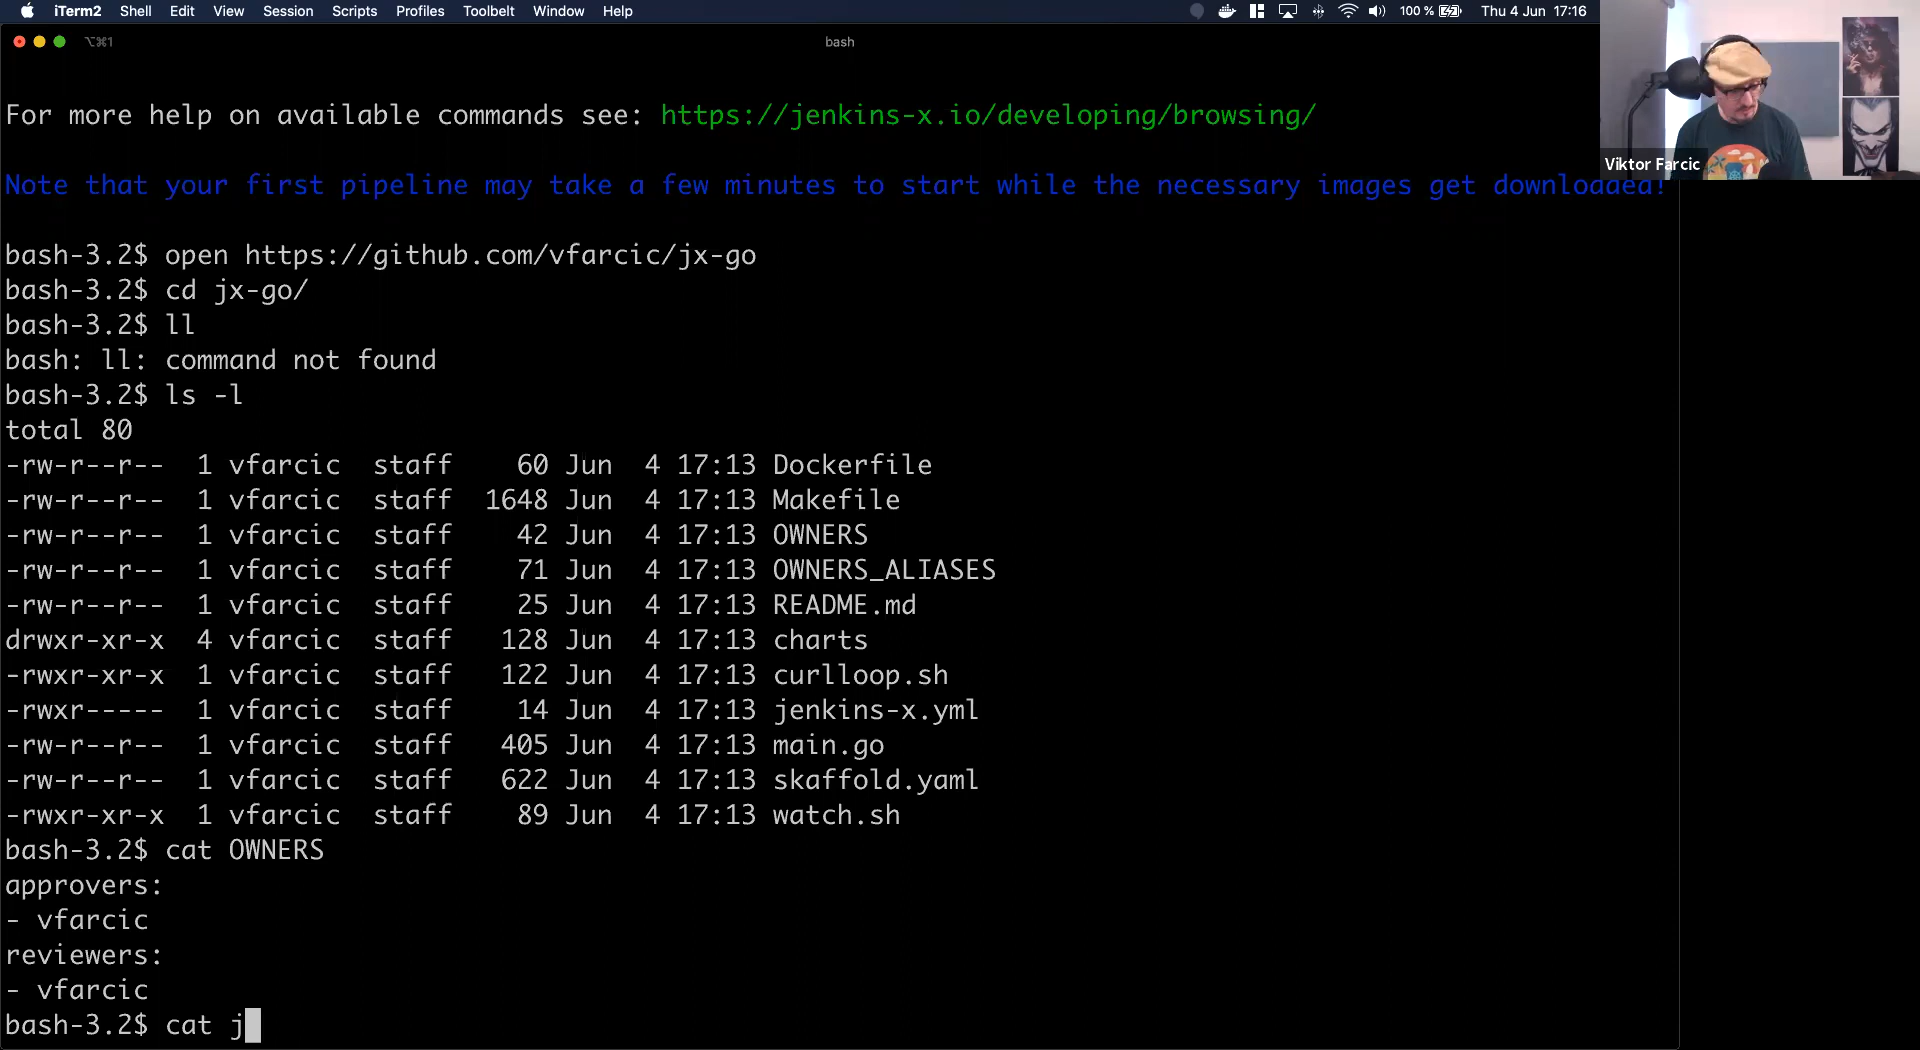 iTerm2 Shell Edit View Session Scripts Profiles Toolbelt Window Help 100 % Thu 4 Jun 17:16
⌥⌘1 bash
Viktor Farcic
For more help on available commands see: https://jenkins-x.io/developing/browsing/
Note that your first pipeline may take a few minutes to start while the necessary images get downloaded!
bash-3.2$ open https://github.com/vfarcic/jx-go
bash-3.2$ cd jx-go/
bash-3.2$ ll
bash: ll: command not found
bash-3.2$ ls -l
total 80
-rw-r--r--  1 vfarcic  staff    60 Jun  4 17:13 Dockerfile
-rw-r--r--  1 vfarcic  staff  1648 Jun  4 17:13 Makefile
-rw-r--r--  1 vfarcic  staff    42 Jun  4 17:13 OWNERS
-rw-r--r--  1 vfarcic  staff    71 Jun  4 17:13 OWNERS_ALIASES
-rw-r--r--  1 vfarcic  staff    25 Jun  4 17:13 README.md
drwxr-xr-x  4 vfarcic  staff   128 Jun  4 17:13 charts
-rwxr-xr-x  1 vfarcic  staff   122 Jun  4 17:13 curlloop.sh
-rwxr-----  1 vfarcic  staff    14 Jun  4 17:13 jenkins-x.yml
-rw-r--r--  1 vfarcic  staff   405 Jun  4 17:13 main.go
-rw-r--r--  1 vfarcic  staff   622 Jun  4 17:13 skaffold.yaml
-rwxr-xr-x  1 vfarcic  staff    89 Jun  4 17:13 watch.sh
bash-3.2$ cat OWNERS
approvers:
- vfarcic
reviewers:
- vfarcic
bash-3.2$ cat j